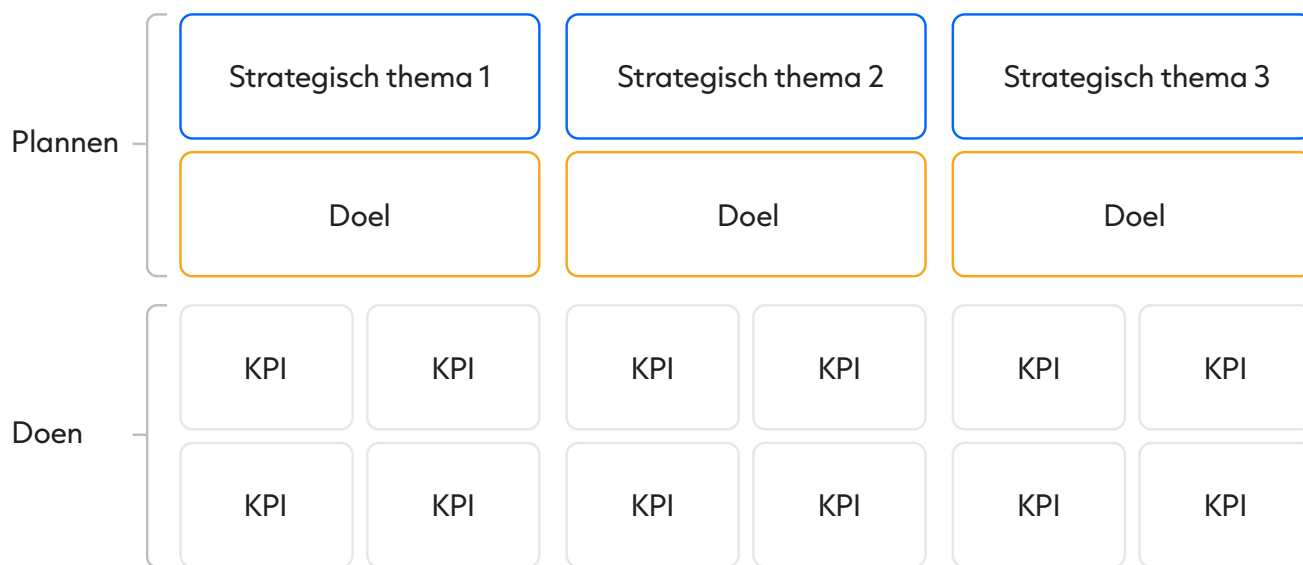 Strategisch thema 1
Strategisch thema 2
Strategisch thema 3
Plannen
Doel
Doel
Doel
KPI
KPI
KPI
KPI
KPI
KPI
Doen
KPI
KPI
KPI
KPI
KPI
KPI